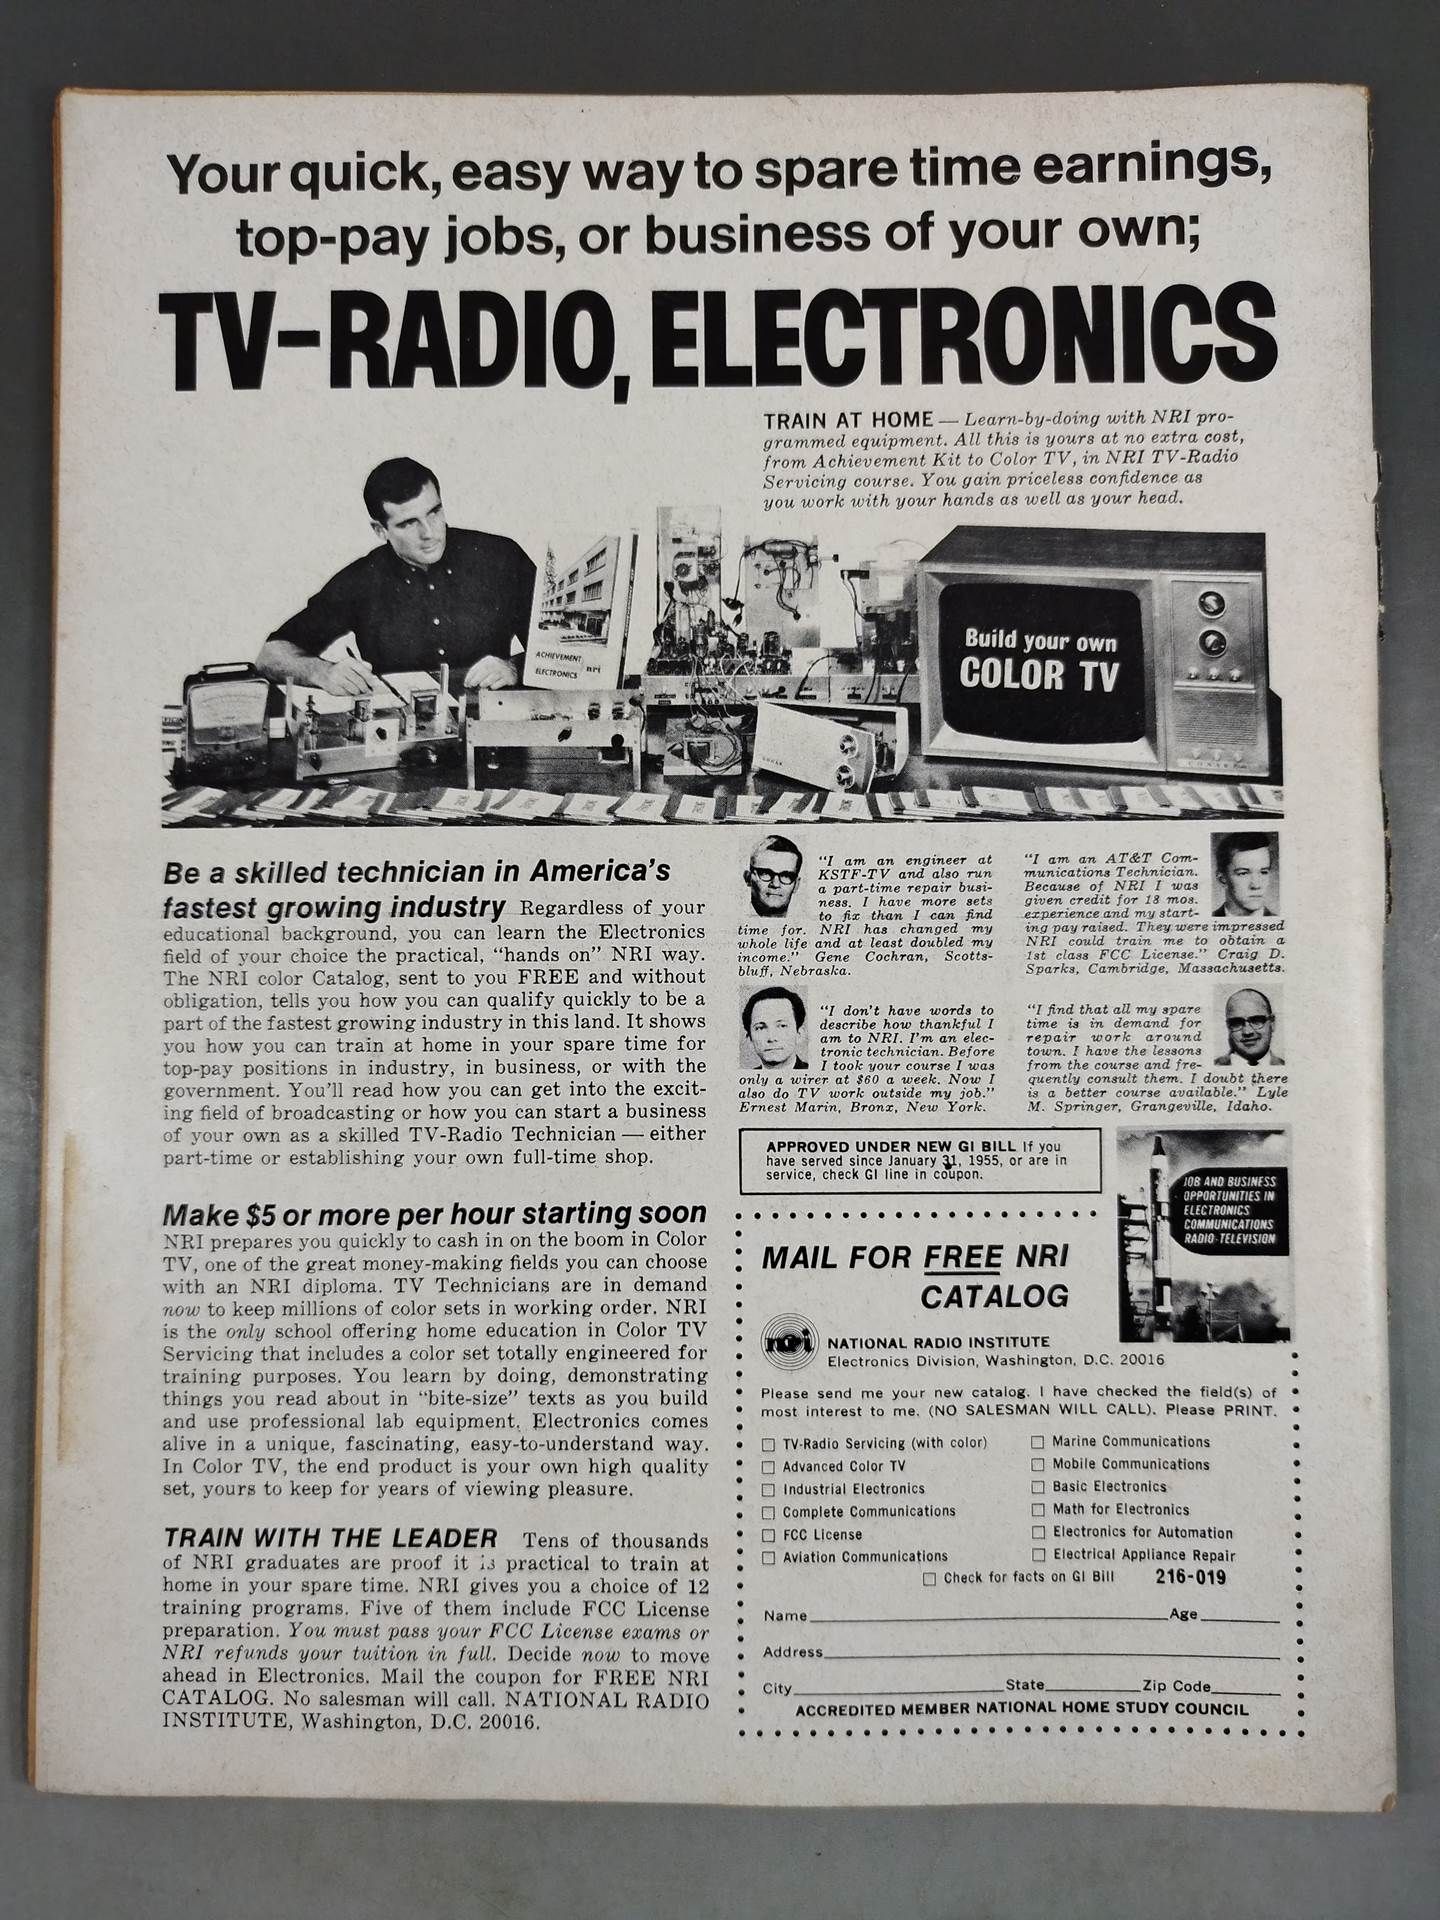 Your quick, easy way to spare time earnings,
top-pay jobs, or business of your own;
TV-RADIO, ELECTRONICS
TRAIN AT HOME — Learn-by-doing with NRI pro-
grammed equipment. All this is yours at no extra cost,
from Achievement Kit to Color TV, in NRI TV-Radio
Servicing course. You gain priceless confidence as
you work with your hands as well as your head.
ACHIEVEMENT
ELECTRONICS nri
Build your own
COLOR TV
CONAR
CONAR
Be a skilled technician in America's
fastest growing industry Regardless of your
educational background, you can learn the Electronics
field of your choice the practical, "hands on" NRI way.
The NRI color Catalog, sent to you FREE and without
obligation, tells you how you can qualify quickly to be a
part of the fastest growing industry in this land. It shows
you how you can train at home in your spare time for
top-pay positions in industry, in business, or with the
government. You'll read how you can get into the excit-
ing field of broadcasting or how you can start a business
of your own as a skilled TV-Radio Technician — either
part-time or establishing your own full-time shop.
Make $5 or more per hour starting soon
NRI prepares you quickly to cash in on the boom in Color
TV, one of the great money-making fields you can choose
with an NRI diploma. TV Technicians are in demand
now to keep millions of color sets in working order. NRI
is the only school offering home education in Color TV
Servicing that includes a color set totally engineered for
training purposes. You learn by doing, demonstrating
things you read about in "bite-size" texts as you build
and use professional lab equipment. Electronics comes
alive in a unique, fascinating, easy-to-understand way.
In Color TV, the end product is your own high quality
set, yours to keep for years of viewing pleasure.
TRAIN WITH THE LEADER Tens of thousands
of NRI graduates are proof it is practical to train at
home in your spare time. NRI gives you a choice of 12
training programs. Five of them include FCC License
preparation. You must pass your FCC License exams or
NRI refunds your tuition in full. Decide now to move
ahead in Electronics. Mail the coupon for FREE NRI
CATALOG. No salesman will call. NATIONAL RADIO
INSTITUTE, Washington, D.C. 20016.
"I am an engineer at
KSTF-TV and also run
a part-time repair busi-
ness. I have more sets
to fix than I can find
time for. NRI has changed my
whole life and at least doubled my
income." Gene Cochran, Scotts-
bluff, Nebraska.
"I am an AT&T Com-
munications Technician.
Because of NRI I was
given credit for 18 mos.
experience and my start-
ing pay raised. They were impressed
NRI could train me to obtain a
1st class FCC License." Craig D.
Sparks, Cambridge, Massachusetts.
"I don't have words to
describe how thankful I
am to NRI. I'm an elec-
tronic technician. Before
I took your course I was
only a wirer at $60 a week. Now I
also do TV work outside my job."
Ernest Marin, Bronx, New York.
"I find that all my spare
time is in demand for
repair work around
town. I have the lessons
from the course and fre-
quently consult them. I doubt there
is a better course available." Lyle
M. Springer, Grangeville, Idaho.
APPROVED UNDER NEW GI BILL If you
have served since January 31, 1955, or are in
service, check GI line in coupon.
JOB AND BUSINESS
OPPORTUNITIES IN
ELECTRONICS
COMMUNICATIONS
RADIO-TELEVISION
MAIL FOR FREE NRI
CATALOG
nri NATIONAL RADIO INSTITUTE
Electronics Division, Washington, D.C. 20016
Please send me your new catalog. I have checked the field(s) of
most interest to me. (NO SALESMAN WILL CALL). Please PRINT.
☐ TV-Radio Servicing (with color)
☐ Advanced Color TV
☐ Industrial Electronics
☐ Complete Communications
☐ FCC License
☐ Aviation Communications
☐ Marine Communications
☐ Mobile Communications
☐ Basic Electronics
☐ Math for Electronics
☐ Electronics for Automation
☐ Electrical Appliance Repair
☐ Check for facts on GI Bill 216-019
Name Age
Address
City State Zip Code
ACCREDITED MEMBER NATIONAL HOME STUDY COUNCIL